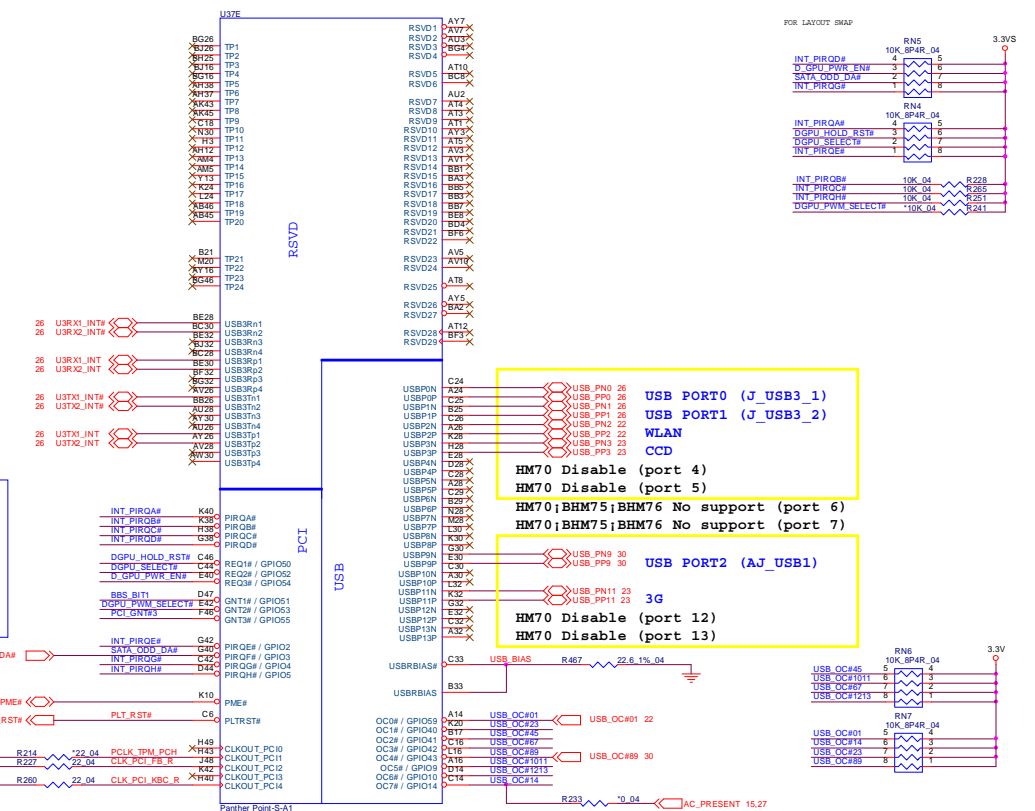 U37E
FOR LAYOUT SWAP
BG26 TP1
BJ26 TP2
BH25 TP3
BJ16 TP4
BG16 TP5
AH38 TP6
AH37 TP7
AK43 TP8
AK45 TP9
C18 TP10
N30 TP11
H3 TP12
AH12 TP13
AM4 TP14
AM5 TP15
Y13 TP16
K24 TP17
L24 TP18
AB46 TP19
AB45 TP20
B21 TP21
M20 TP22
AY16 TP23
BG46 TP24
RSVD
RSVD1 AY7
RSVD2 AV7
RSVD3 AU3
RSVD4 BG4
RSVD5 AT10
RSVD6 BC8
RSVD7 AU2
RSVD8 AT4
RSVD9 AT3
RSVD10 AT1
RSVD11 AY3
RSVD12 AT5
RSVD13 AV3
RSVD14 AV1
RSVD15 BB1
RSVD16 BA3
RSVD17 BB5
RSVD18 BB3
RSVD19 BB7
RSVD20 BE8
RSVD21 BD4
RSVD22 BF6
RSVD23 AV5
RSVD24 AV10
RSVD25 AT8
RSVD26 AY5
RSVD27 BA2
RSVD28 AT12
RSVD29 BF3
RN5
10K_8P4R_04
3.3VS
INT_PIRQD# 4 5
D_GPU_PWR_EN# 3 6
SATA_ODD_DA# 2 7
INT_PIRQG# 1 8
RN4
10K_8P4R_04
INT_PIRQA# 4 5
DGPU_HOLD_RST# 3 6
DGPU_SELECT# 2 7
INT_PIRQE# 1 8
INT_PIRQB# 10K_04 R228
INT_PIRQC# 10K_04 R265
INT_PIRQH# 10K_04 R251
DGPU_PWM_SELECT# *10K_04 R241
26 U3RX1_INT#
26 U3RX2_INT#
26 U3RX1_INT
26 U3RX2_INT
26 U3TX1_INT#
26 U3TX2_INT#
26 U3TX1_INT
26 U3TX2_INT
BE28 USB3Rn1
BC30 USB3Rn2
BE32 USB3Rn3
BJ32 USB3Rn4
BC28 USB3Rp1
BE30 USB3Rp2
BF32 USB3Rp3
BG32 USB3Rp4
AV26 USB3Tn1
BB26 USB3Tn2
AU28 USB3Tn3
AY30 USB3Tn4
AU26 USB3Tp1
AY26 USB3Tp2
AV28 USB3Tp3
AW30 USB3Tp4
USBP0N C24 USB_PN0 26
USBP0P A24 USB_PP0 26
USBP1N C25 USB_PN1 26
USBP1P B25 USB_PP1 26
USBP2N C26 USB_PN2 22
USBP2P A26 USB_PP2 22
USBP3N K28 USB_PN3 23
USBP3P H28 USB_PP3 23
USBP4N E28
USBP4P D28
USBP5N C28
USBP5P A28
USBP6N C29
USBP6P B29
USBP7N N28
USBP7P M28
USBP8N L30
USBP8P K30
USBP9N G30 USB_PN9 30
USBP9P E30 USB_PP9 30
USBP10N C30
USBP10P A30
USBP11N L32 USB_PN11 23
USBP11P K32 USB_PP11 23
USBP12N G32
USBP12P E32
USBP13N C32
USBP13P A32
USB PORT0 (J_USB3_1)
USB PORT1 (J_USB3_2)
WLAN
CCD
HM70 Disable (port 4)
HM70 Disable (port 5)
HM70¡BHM75¡BHM76 No support (port 6)
HM70¡BHM75¡BHM76 No support (port 7)
USB PORT2 (AJ_USB1)
3G
HM70 Disable (port 12)
HM70 Disable (port 13)
PCI
USB
INT_PIRQA# K40 PIRQA#
INT_PIRQB# K38 PIRQB#
INT_PIRQC# H38 PIRQC#
INT_PIRQD# G38 PIRQD#
DGPU_HOLD_RST# C46 REQ1# / GPIO50
DGPU_SELECT# C44 REQ2# / GPIO52
D_GPU_PWR_EN# E40 REQ3# / GPIO54
BBS_BIT1 D47 GNT1# / GPIO51
DGPU_PWM_SELECT# E42 GNT2# / GPIO53
PCI_GNT#3 F46 GNT3# / GPIO55
INT_PIRQE# G42 PIRQE# / GPIO2
DA# SATA_ODD_DA# G40 PIRQF# / GPIO3
INT_PIRQG# C42 PIRQG# / GPIO4
INT_PIRQH# D44 PIRQH# / GPIO5
PME# K10 PME#
RST# PLT_RST# C6 PLTRST#
H49 CLKOUT_PCI0
R214 *22_04 PCLK_TPM_PCH H43 CLKOUT_PCI1
R227 22_04 CLK_PCI_FB_R J48 CLKOUT_PCI2
K42 CLKOUT_PCI3
R260 22_04 CLK_PCI_KBC_R H40 CLKOUT_PCI4
USBRBIAS# C33 USB_BIAS R467 22.6_1%_04
USBRBIAS B33
OC0# / GPIO59 A14 USB_OC#01 USB_OC#01 22
OC1# / GPIO40 K20 USB_OC#23
OC2# / GPIO41 B17 USB_OC#45
OC3# / GPIO42 C16 USB_OC#67
OC4# / GPIO43 L16 USB_OC#89 USB_OC#89 30
OC5# / GPIO9 A16 USB_OC#1011
OC6# / GPIO10 D14 USB_OC#1213
OC7# / GPIO14 C14 USB_OC#14
R233 *0_04 AC_PRESENT 15,27
RN6
10K_8P4R_04
3.3V
USB_OC#45 5 4
USB_OC#1011 6 3
USB_OC#67 7 2
USB_OC#1213 8 1
RN7
10K_8P4R_04
USB_OC#01 5 4
USB_OC#14 6 3
USB_OC#23 7 2
USB_OC#89 8 1
Panther Point-S-A1